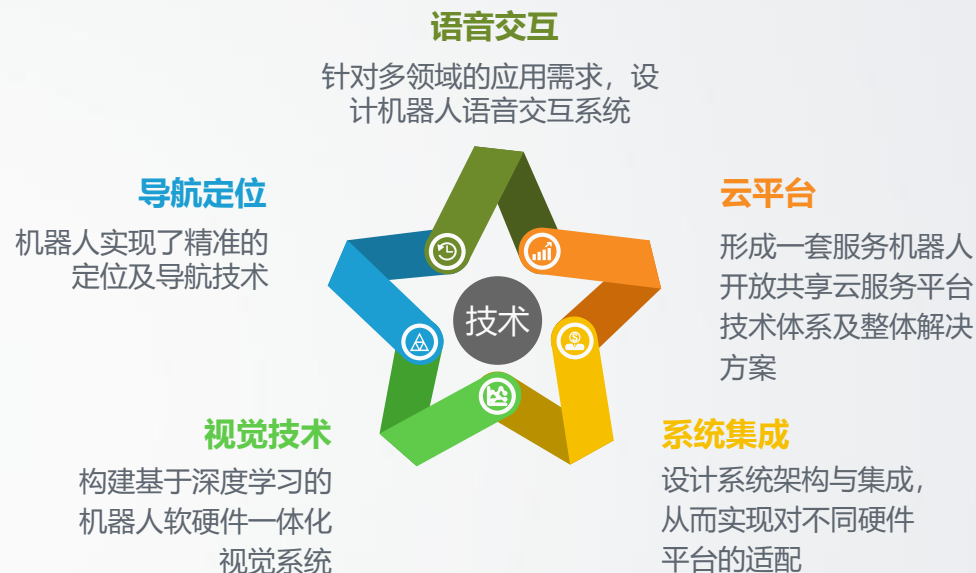 语音交互
针对多领域的应用需求，设
计机器人语音交互系统
导航定位
机器人实现了精准的
定位及导航技术
云平台
形成一套服务机器人
开放共享云服务平台
技术体系及整体解决
方案
技术
视觉技术
构建基于深度学习的
机器人软硬件一体化
视觉系统
系统集成
设计系统架构与集成，
从而实现对不同硬件
平台的适配